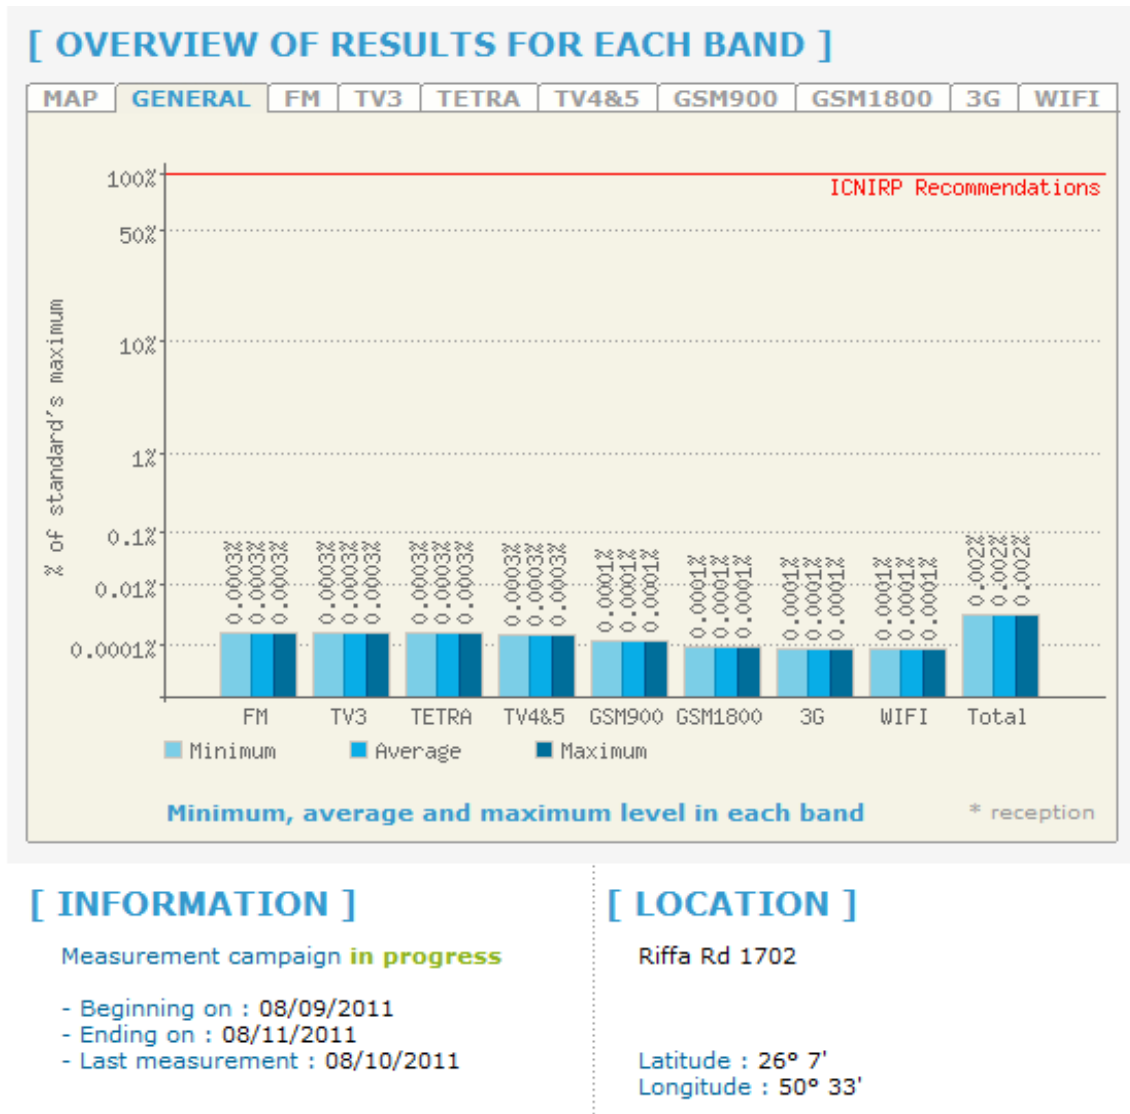 [ OVERVIEW OF RESULTS FOR EACH BAND ]
MAP GENERAL FM TV3 TETRA TV4&5 GSM900 GSM1800 3G WIFI
100%
ICNIRP Recommendations
50%
10%
1%
0.1%
0.01%
0.0001%
% of standard's maximum
0.0003% 0.0003% 0.0003%
0.0003% 0.0003% 0.0003%
0.0003% 0.0003% 0.0003%
0.0003% 0.0003% 0.0003%
0.0001% 0.0001% 0.0001%
0.0001% 0.0001% 0.0001%
0.0001% 0.0001% 0.0001%
0.0001% 0.0001% 0.0001%
0.002% 0.002% 0.002%
FM TV3 TETRA TV4&5 GSM900 GSM1800 3G WIFI Total
Minimum Average Maximum
Minimum, average and maximum level in each band * reception
[ INFORMATION ]
Measurement campaign in progress
- Beginning on : 08/09/2011
- Ending on : 08/11/2011
- Last measurement : 08/10/2011
[ LOCATION ]
Riffa Rd 1702
Latitude : 26° 7'
Longitude : 50° 33'